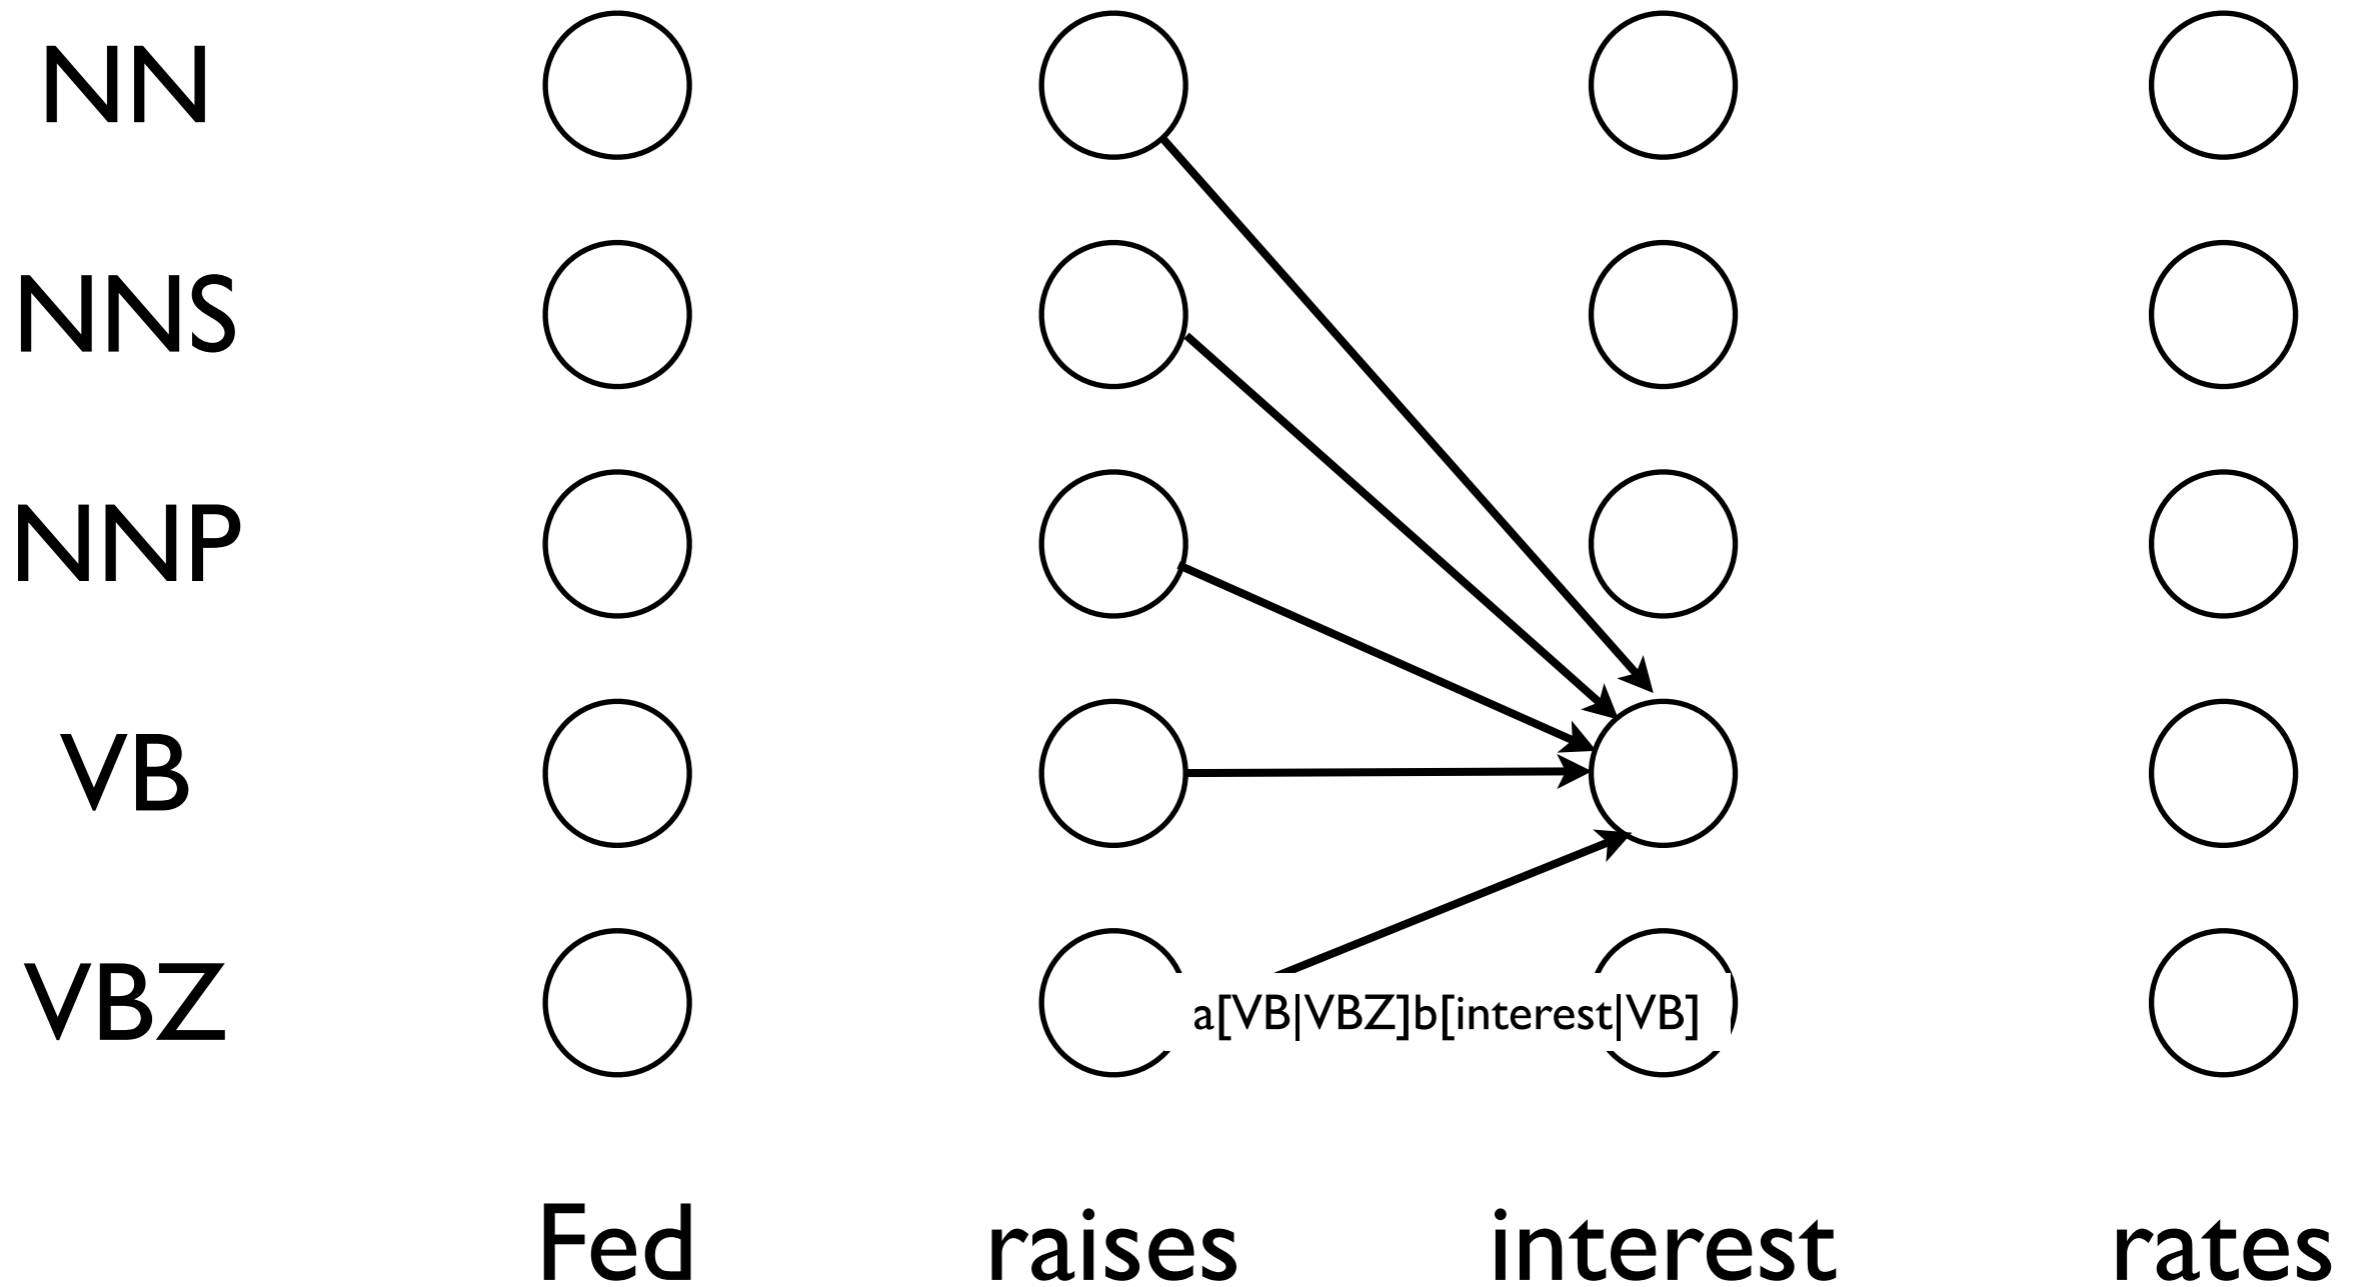 NN
NNS
NNP
VB
VBZ
a[VB|VBZ]b[interest|VB]
Fed raises interest rates